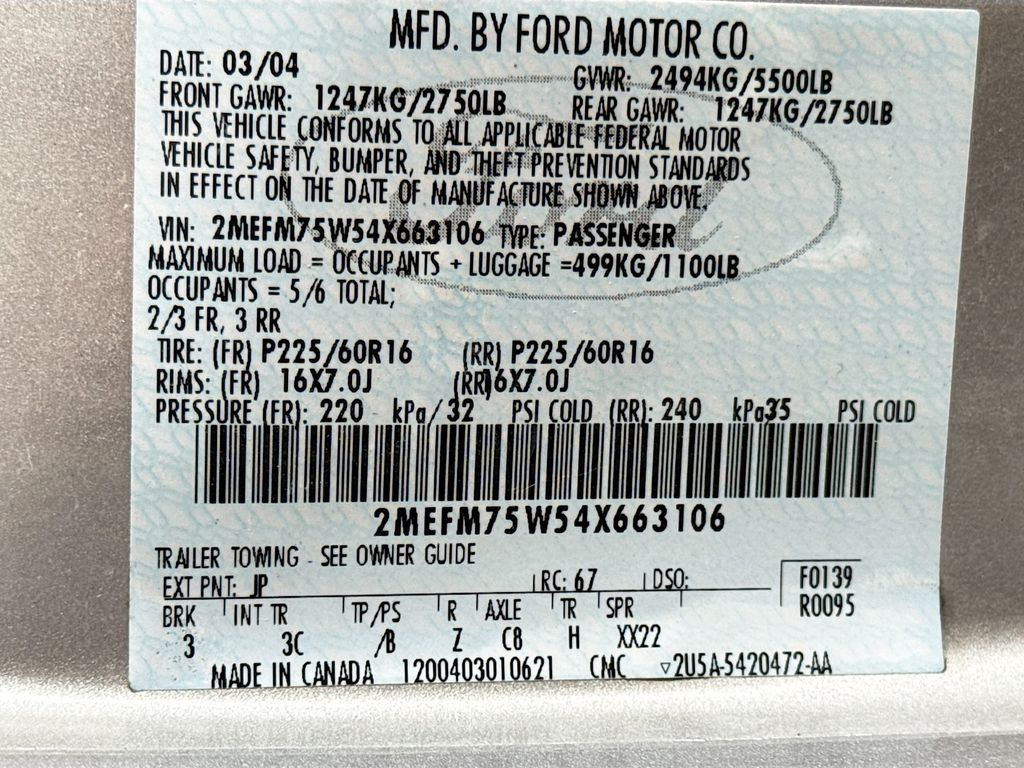 MFD. BY FORD MOTOR CO.
DATE: 03/04 GVWR: 2494KG/5500LB
FRONT GAWR: 1247KG/2750LB REAR GAWR: 1247KG/2750LB
THIS VEHICLE CONFORMS TO ALL APPLICABLE FEDERAL MOTOR
VEHICLE SAFETY, BUMPER, AND THEFT PREVENTION STANDARDS
IN EFFECT ON THE DATE OF MANUFACTURE SHOWN ABOVE.
Ford
VIN: 2MEFM75W54X663106 TYPE: PASSENGER
MAXIMUM LOAD = OCCUPANTS + LUGGAGE =499KG/1100LB
OCCUPANTS = 5/6 TOTAL;
2/3 FR, 3 RR
TIRE: (FR) P225/60R16 (RR) P225/60R16
RIMS: (FR) 16X7.0J (RR)16X7.0J
PRESSURE (FR): 220 kPa/ 32 PSI COLD (RR): 240 kPa/35 PSI COLD
2MEFM75W54X663106
TRAILER TOWING - SEE OWNER GUIDE
EXT PNT: JP RC: 67 DSO: F0139
R0095
BRK INT TR TP/PS R AXLE TR SPR
3 3C /B Z C8 H XX22
MADE IN CANADA 1200403010621 CMC ▽2U5A-5420472-AA